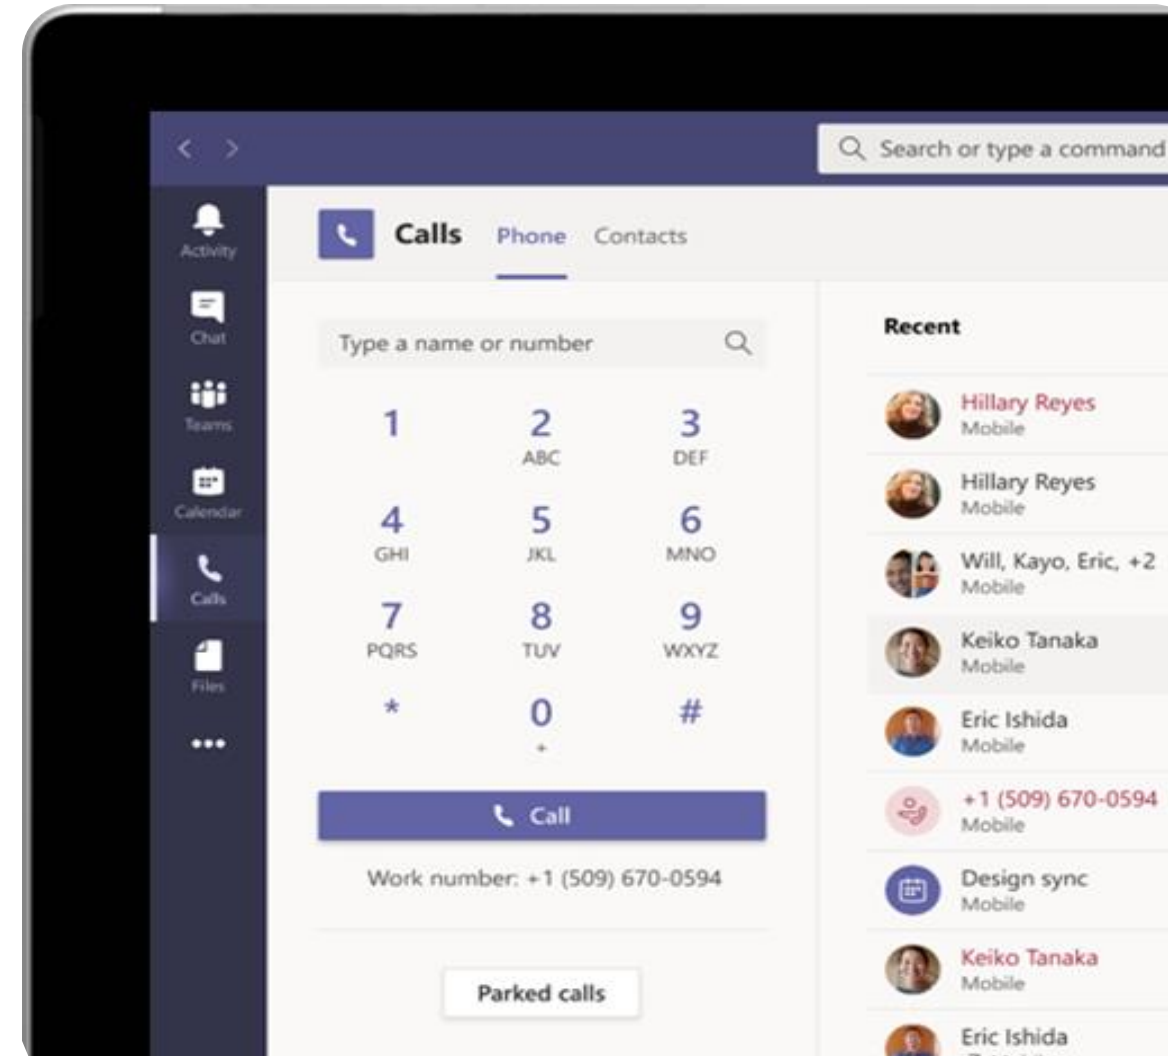 Search or type a command
Activity
Chat
Teams
Calendar
Calls
Files
Calls Phone Contacts
Type a name or number
1 2 3
ABC DEF
4 5 6
GHI JKL MNO
7 8 9
PQRS TUV WXYZ
* 0 #
+
Call
Work number: +1 (509) 670-0594
Parked calls
Recent
Hillary Reyes
Mobile
Hillary Reyes
Mobile
Will, Kayo, Eric, +2
Mobile
Keiko Tanaka
Mobile
Eric Ishida
Mobile
+1 (509) 670-0594
Mobile
Design sync
Mobile
Keiko Tanaka
Mobile
Eric Ishida